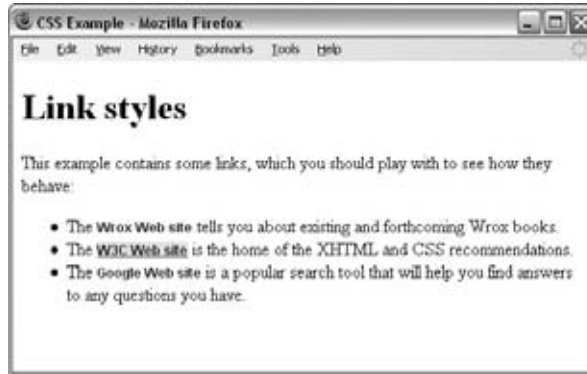 CSS Example - Mozilla Firefox
File Edit View History Bookmarks Tools Help
Link styles
This example contains some links, which you should play with to see how they
behave:
• The Wrox Web site tells you about existing and forthcoming Wrox books.
• The W3C Web site is the home of the XHTML and CSS recommendations.
• The Google Web site is a popular search tool that will help you find answers
to any questions you have.